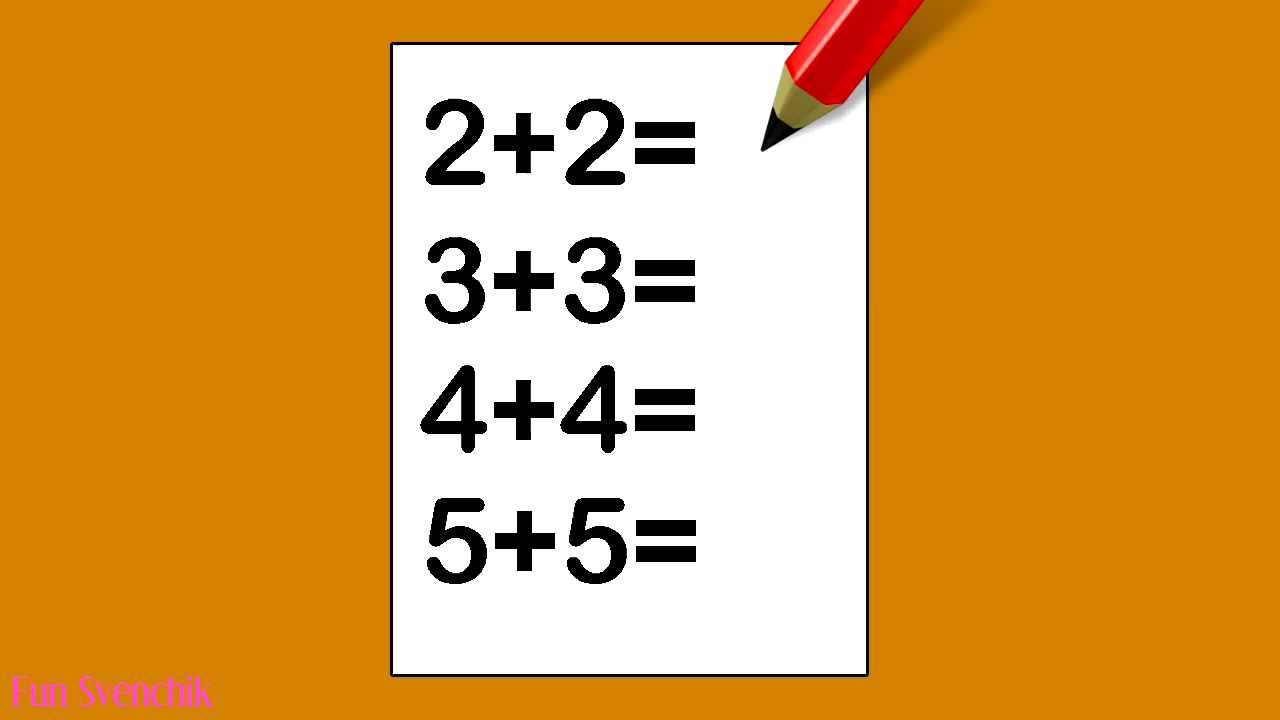 2+2=
3+3=
4+4=
5+5=
Fun Svenchik